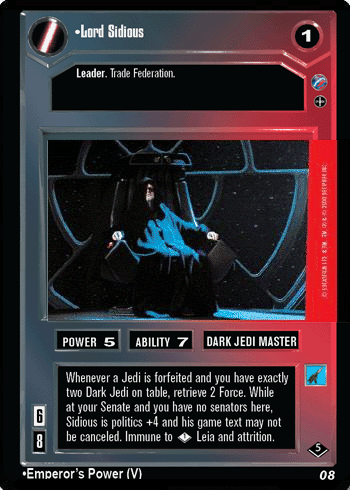 •Lord Sidious
1
Leader. Trade Federation.
POWER 5
ABILITY 7
DARK JEDI MASTER
Whenever a Jedi is forfeited and you have exactly
two Dark Jedi on table, retrieve 2 Force. While
at your Senate and you have no senators here,
Sidious is politics +4 and his game text may not
be canceled. Immune to Leia and attrition.
6
8
5
•Emperor's Power (V)
08